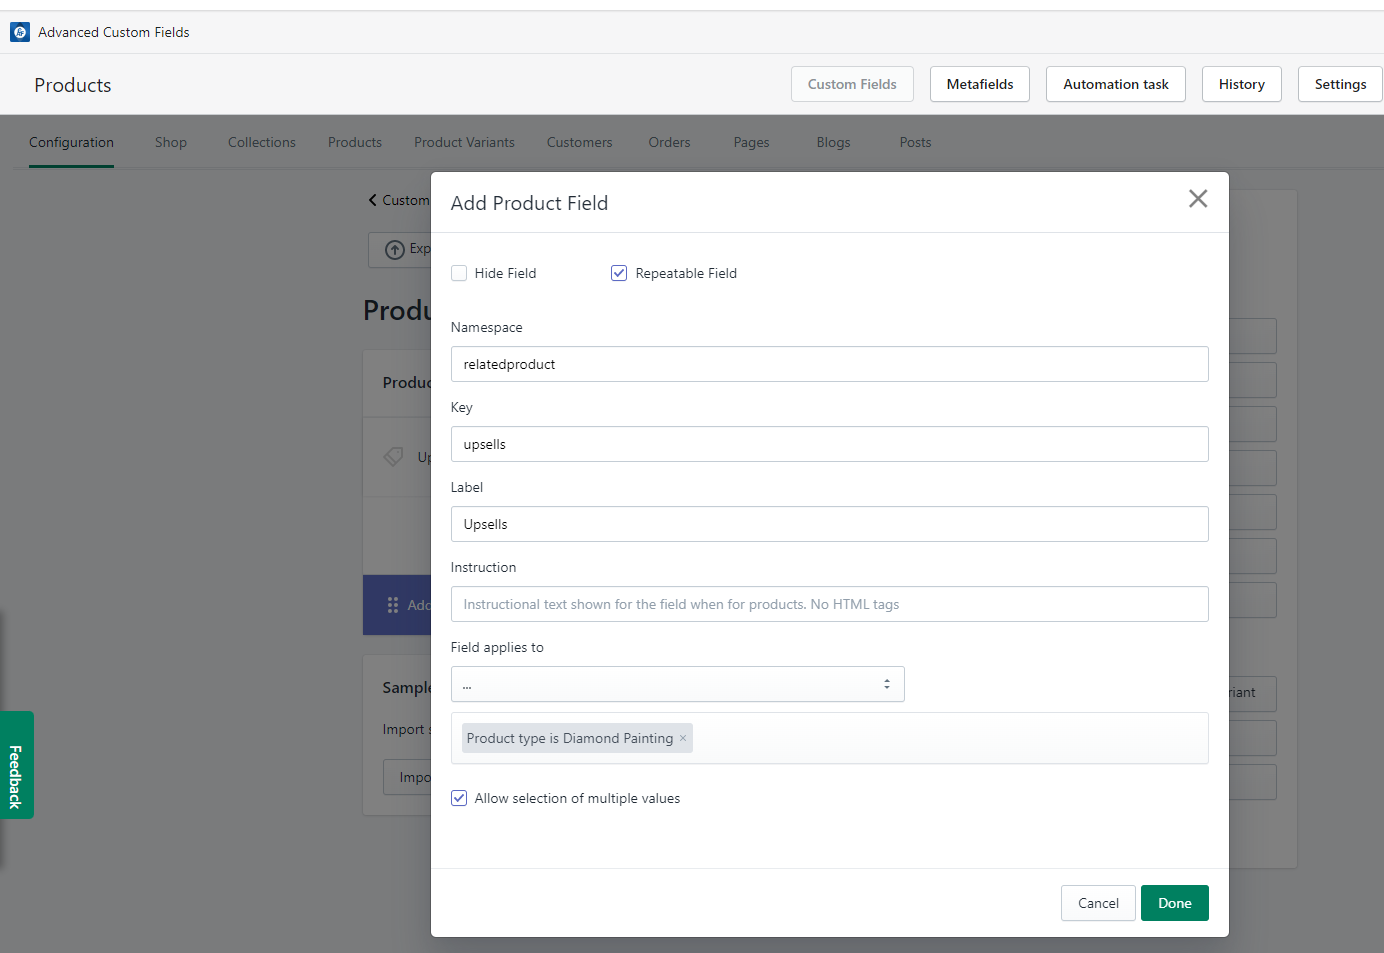 Advanced Custom Fields
Products
Custom Fields
Metafields
Automation task
History
Settings
Configuration
Shop
Collections
Products
Product Variants
Customers
Orders
Pages
Blogs
Posts
Custom
Exp
Produ
Produc
Up
Add
Sample
Import s
Impo
riant
Feedback
Add Product Field
Hide Field
Repeatable Field
Namespace
relatedproduct
Key
upsells
Label
Upsells
Instruction
Instructional text shown for the field when for products. No HTML tags
Field applies to
...
Product type is Diamond Painting ×
Allow selection of multiple values
Cancel
Done